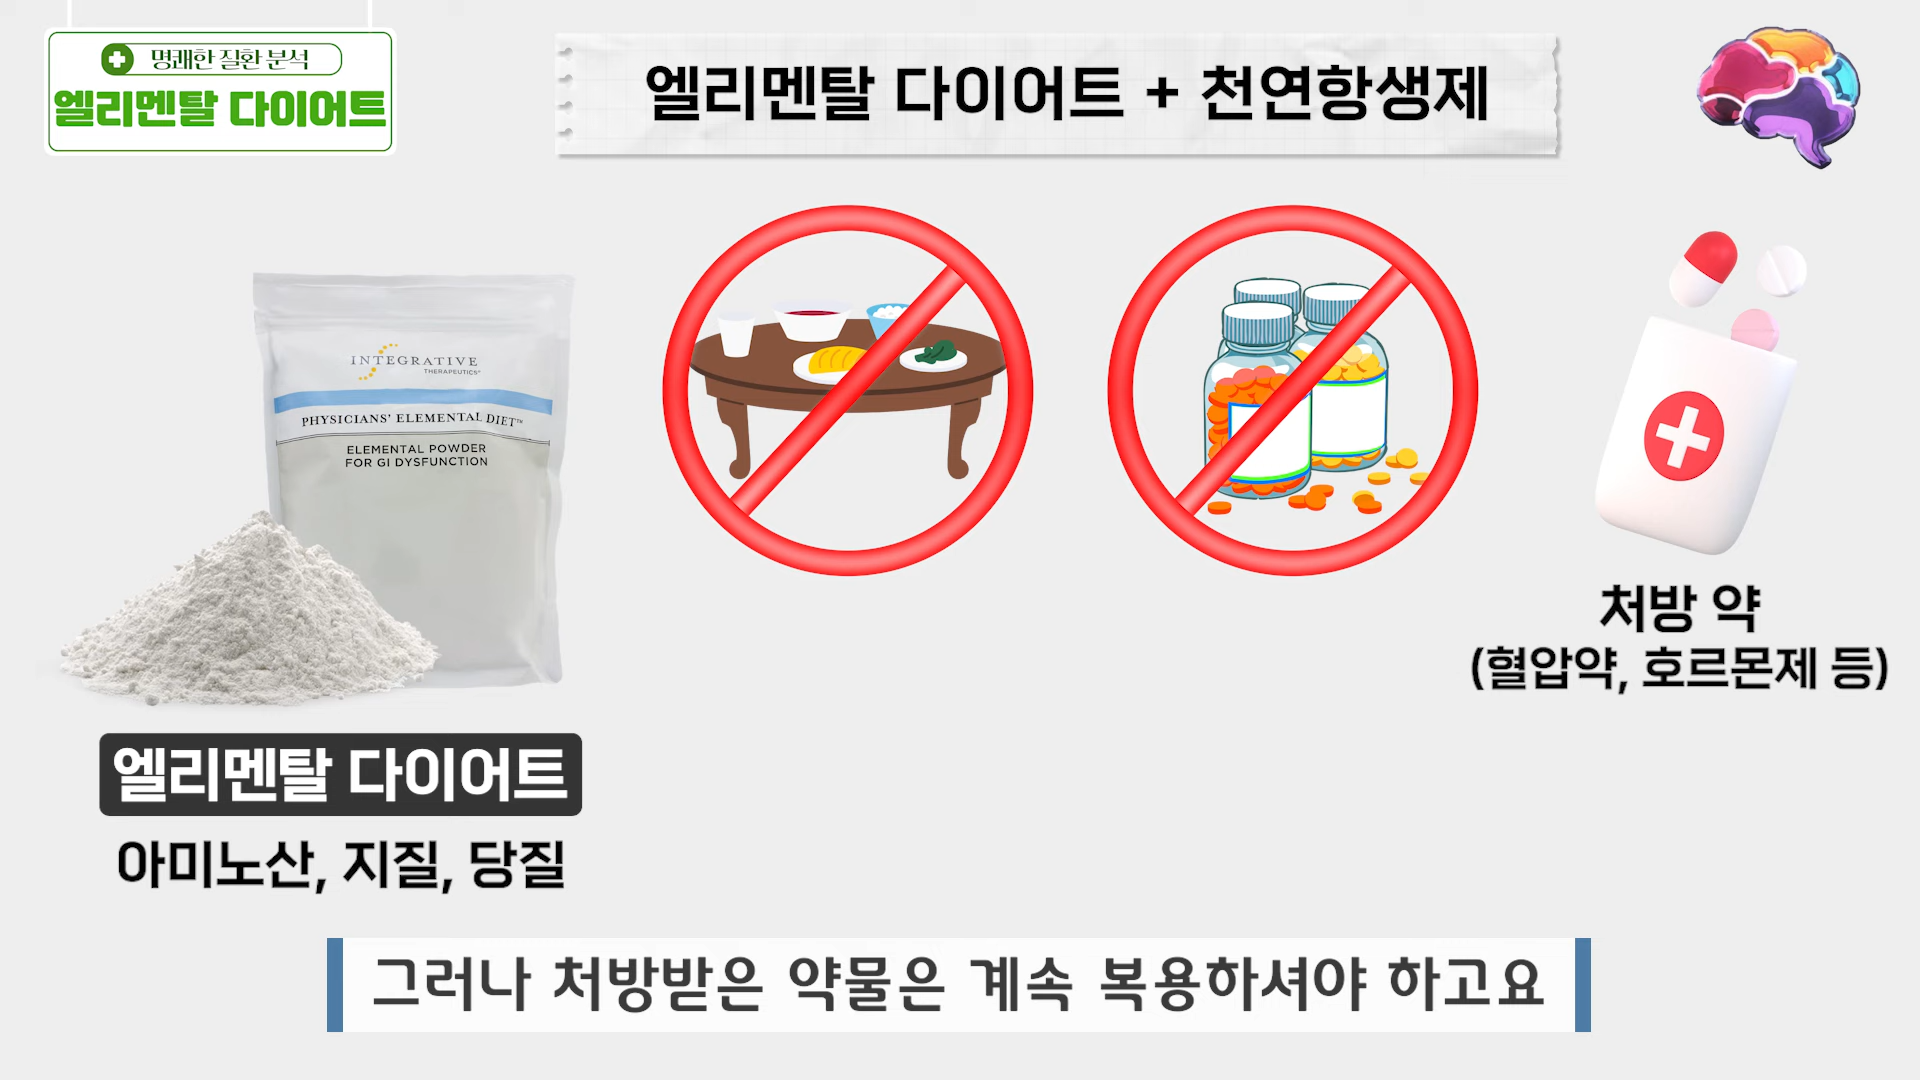 명쾌한 질환 분석
엘리멘탈 다이어트
엘리멘탈 다이어트 + 천연항생제
INTEGRATIVE
THERAPEUTICS®
PHYSICIANS' ELEMENTAL DIET™
ELEMENTAL POWDER
FOR GI DYSFUNCTION
처방 약
(혈압약, 호르몬제 등)
엘리멘탈 다이어트
아미노산, 지질, 당질
그러나 처방받은 약물은 계속 복용하셔야 하고요